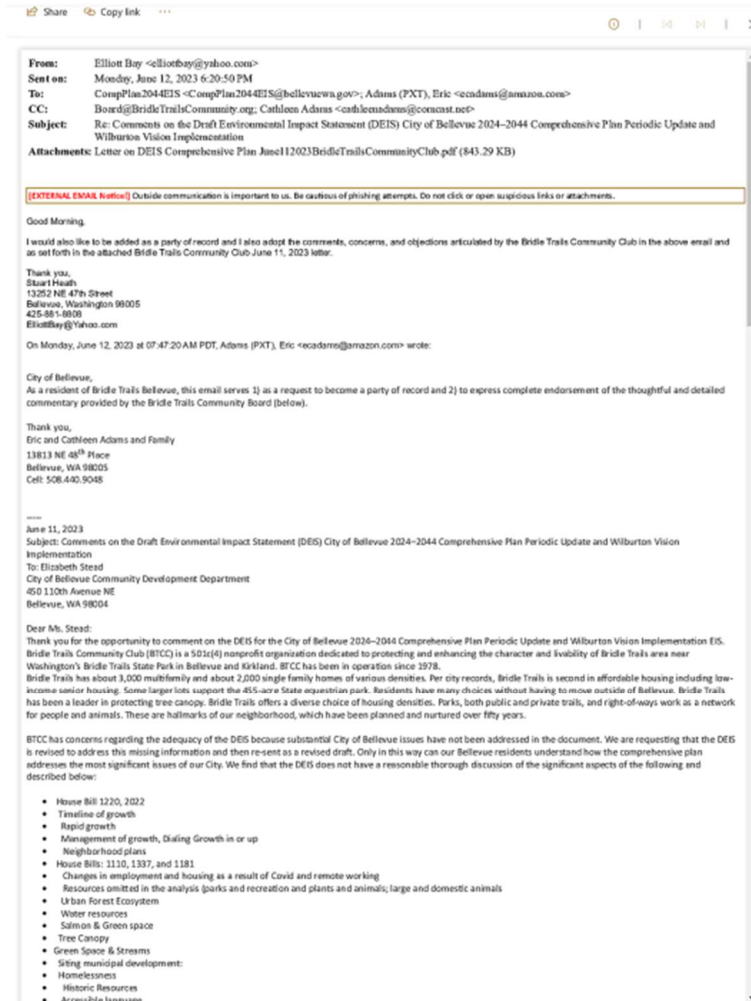 Share Copy link ...
From: Elliott Bay <elliottbay@yahoo.com>
Sent on: Monday, June 12, 2023 6:20:50 PM
To: CompPlan2044EIS <CompPlan2044EIS@bellevuewa.gov>; Adams (PXT), Eric <ecadams@amazon.com>
CC: Board@BridleTrailsCommunity.org; Cathleen Adams <cathleenadams@comcast.net>
Subject: Re: Comments on the Draft Environmental Impact Statement (DEIS) City of Bellevue 2024-2044 Comprehensive Plan Periodic Update and
Wilburton Vision Implementation
Attachments: Letter on DEIS Comprehensive Plan June112023BridleTrailsCommunityClub.pdf (843.29 KB)
[EXTERNAL EMAIL Notice!] Outside communication is important to us. Be cautious of phishing attempts. Do not click or open suspicious links or attachments.
Good Morning,
I would also like to be added as a party of record and I also adopt the comments, concerns, and objections articulated by the Bridle Trails Community Club in the above email and
as set forth in the attached Bridle Trails Community Club June 11, 2023 letter.
Thank you,
Stuart Heath
13252 NE 47th Street
Bellevue, Washington 98005
425-881-8808
ElliottBay@Yahoo.com
On Monday, June 12, 2023 at 07:47:20 AM PDT, Adams (PXT), Eric <ecadams@amazon.com> wrote:
City of Bellevue,
As a resident of Bridle Trails Bellevue, this email serves 1) as a request to become a party of record and 2) to express complete endorsement of the thoughtful and detailed
commentary provided by the Bridle Trails Community Board (below).
Thank you,
Eric and Cathleen Adams and Family
13813 NE 48th Place
Bellevue, WA 98005
Cell: 508.440.9048
----
June 11, 2023
Subject: Comments on the Draft Environmental Impact Statement (DEIS) City of Bellevue 2024–2044 Comprehensive Plan Periodic Update and Wilburton Vision
Implementation
To: Elizabeth Stead
City of Bellevue Community Development Department
450 110th Avenue NE
Bellevue, WA 98004
Dear Ms. Stead:
Thank you for the opportunity to comment on the DEIS for the City of Bellevue 2024–2044 Comprehensive Plan Periodic Update and Wilburton Vision Implementation EIS.
Bridle Trails Community Club (BTCC) is a 501c(4) nonprofit organization dedicated to protecting and enhancing the character and livability of Bridle Trails area near
Washington's Bridle Trails State Park in Bellevue and Kirkland. BTCC has been in operation since 1978.
Bridle Trails has about 3,000 multifamily and about 2,000 single family homes of various densities. Per city records, Bridle Trails is second in affordable housing including low-
income senior housing. Some larger lots support the 455-acre State equestrian park. Residents have many choices without having to move outside of Bellevue. Bridle Trails
has been a leader in protecting tree canopy. Bridle Trails offers a diverse choice of housing densities. Parks, both public and private trails, and right-of-ways work as a network
for people and animals. These are hallmarks of our neighborhood, which have been planned and nurtured over fifty years.
BTCC has concerns regarding the adequacy of the DEIS because substantial City of Bellevue issues have not been addressed in the document. We are requesting that the DEIS
is revised to address this missing information and then re-sent as a revised draft. Only in this way can our Bellevue residents understand how the comprehensive plan
addresses the most significant issues of our City. We find that the DEIS does not have a reasonable thorough discussion of the significant aspects of the following and
described below:
• House Bill 1220, 2022
• Timeline of growth
• Rapid growth
• Management of growth, Dialing Growth in or up
• Neighborhood plans
• House Bills: 1110, 1337, and 1181
• Changes in employment and housing as a result of Covid and remote working
• Resources omitted in the analysis (parks and recreation and plants and animals; large and domestic animals
• Urban Forest Ecosystem
• Water resources
• Salmon & Green space
• Tree Canopy
• Green Space & Streams
• Siting municipal development:
• Homelessness
• Historic Resources
• Accessible language